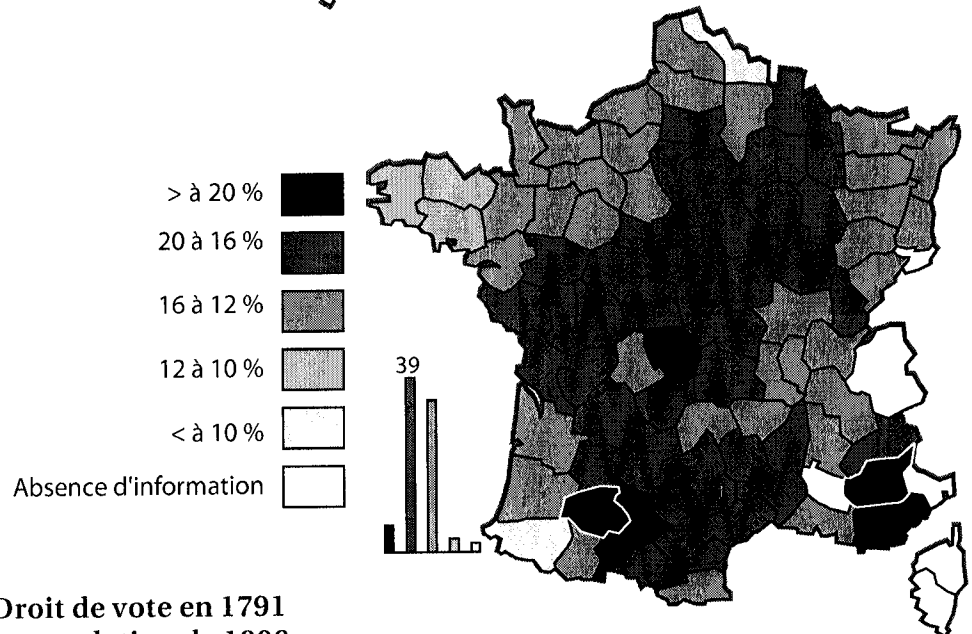 > à 20 %
20 à 16 %
16 à 12 %
12 à 10 %
< à 10 %
Absence d'information
39
Droit de vote en 1791